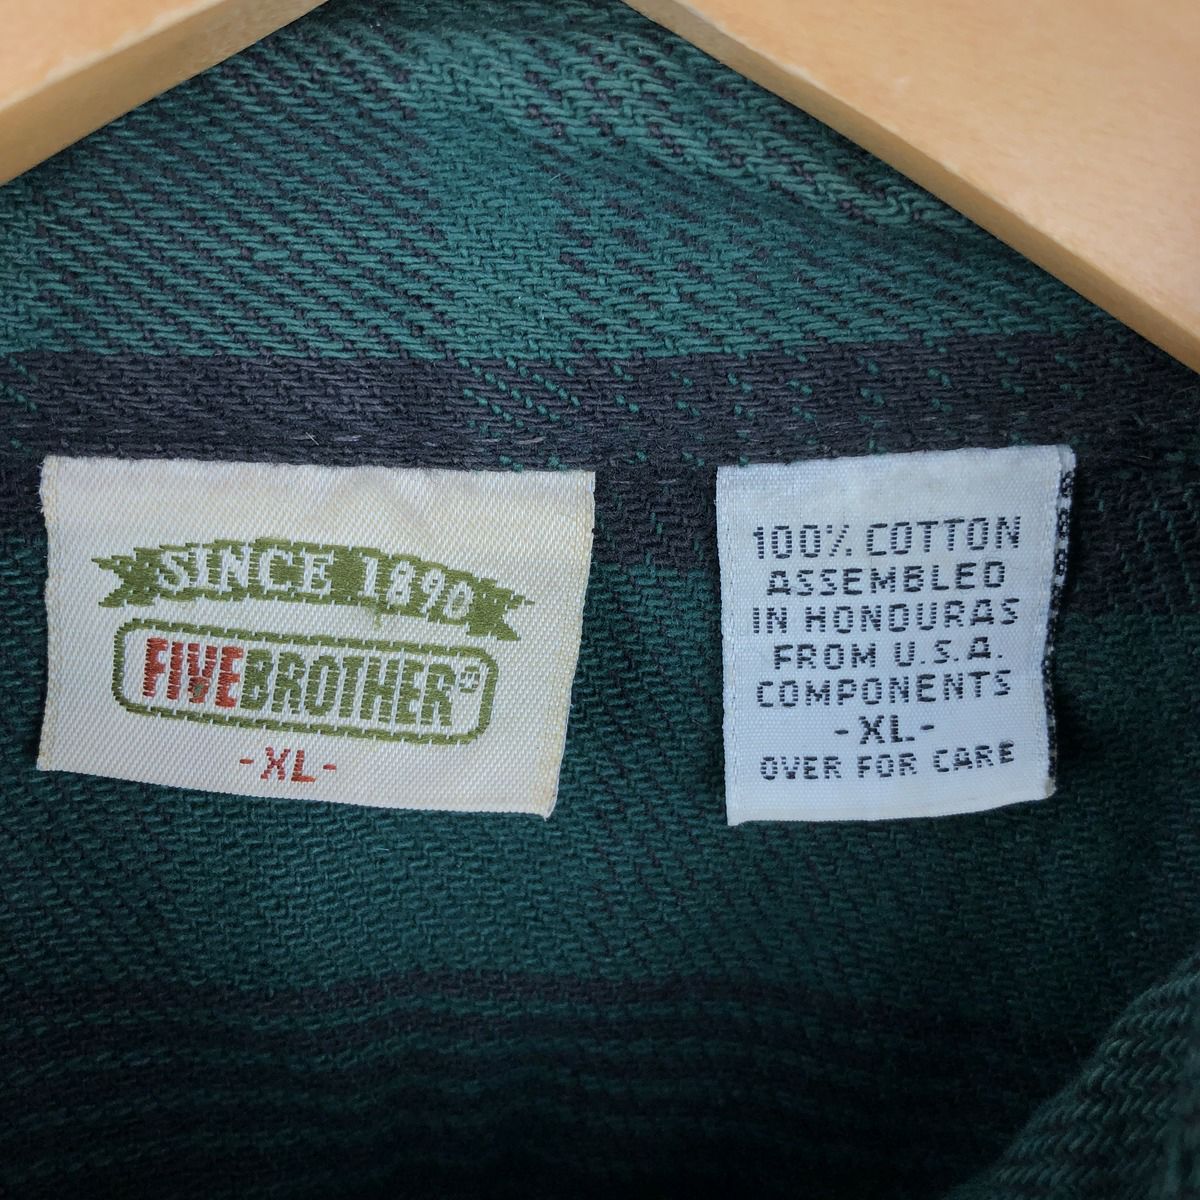 SINCE 1890
FIVEBROTHER®
-XL-
100% COTTON
ASSEMBLED
IN HONDURAS
FROM U.S.A.
COMPONENTS
-XL-
OVER FOR CARE